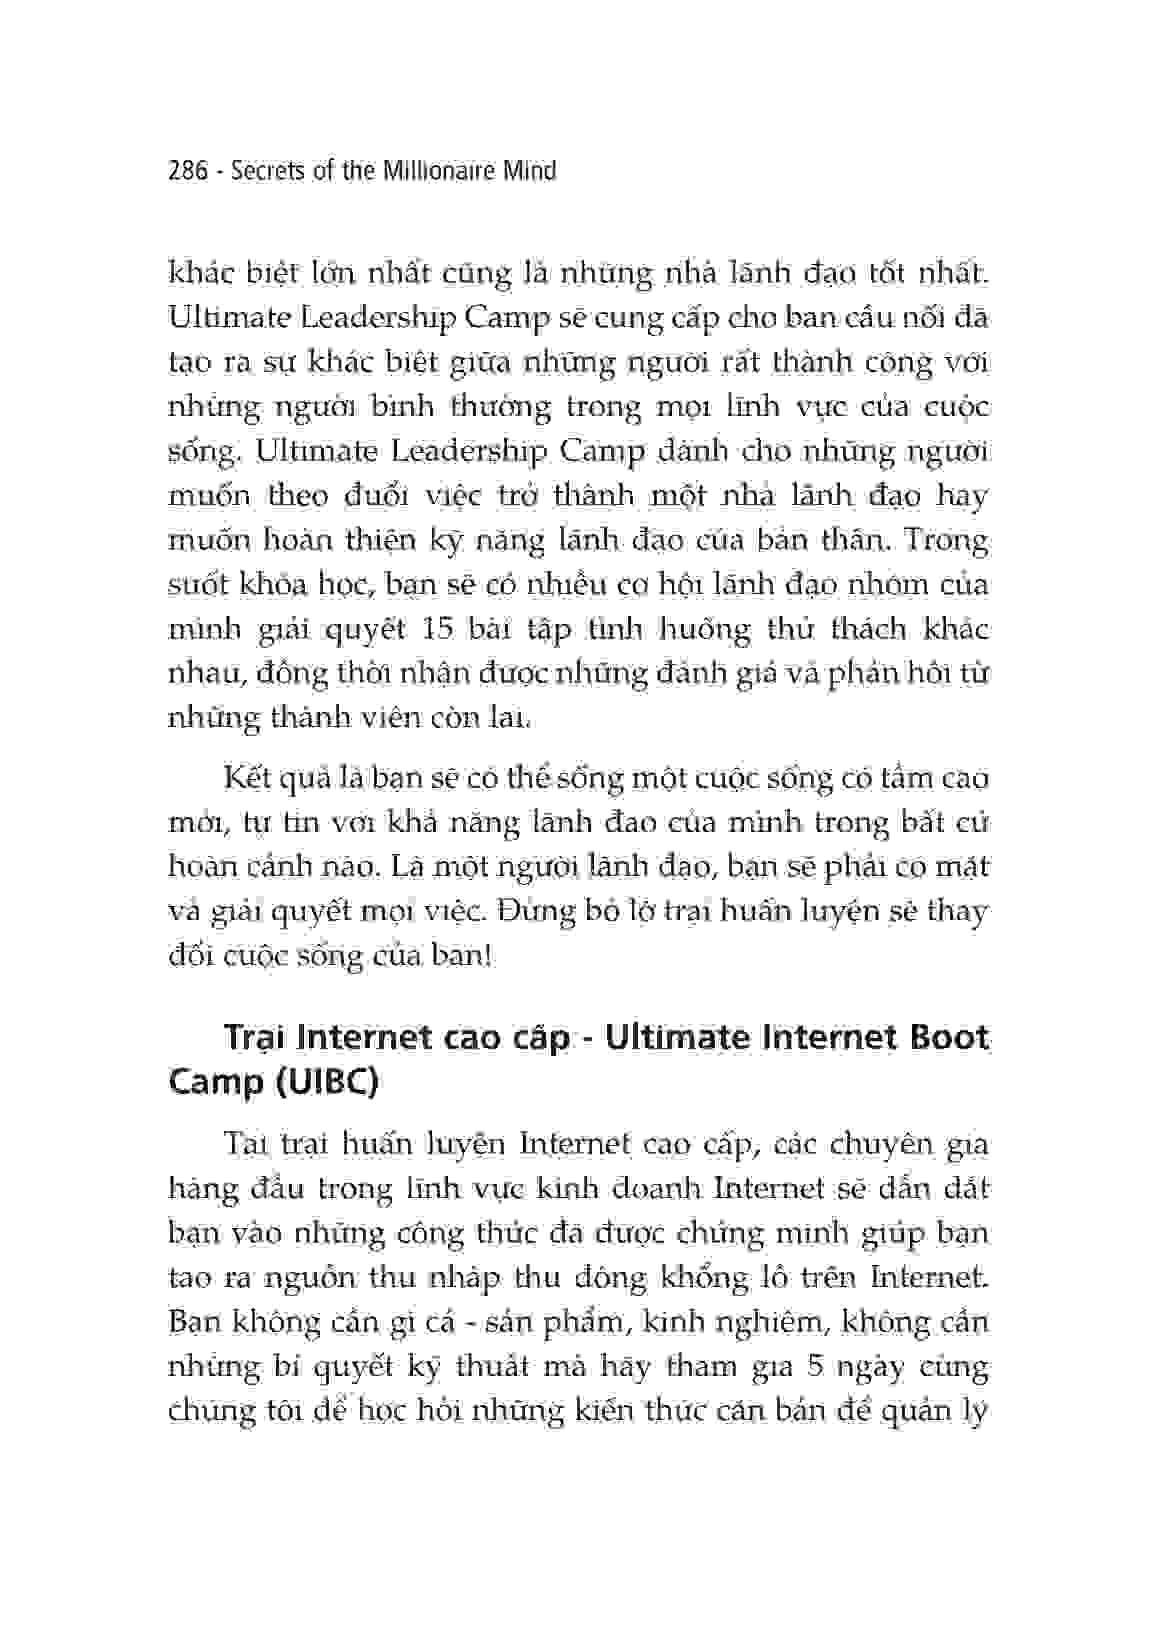 286 - Secrets of the Millionaire Mind
khác biệt lớn nhất cũng là những nhà lãnh đạo tốt nhất.
Ultimate Leadership Camp sẽ cung cấp cho bạn cầu nối đã
tạo ra sự khác biệt giữa những người rất thành công với
những người bình thường trong mọi lĩnh vực của cuộc
sống. Ultimate Leadership Camp dành cho những người
muốn theo đuổi việc trở thành một nhà lãnh đạo hay
muốn hoàn thiện kỹ năng lãnh đạo của bản thân. Trong
suốt khóa học, bạn sẽ có nhiều cơ hội lãnh đạo nhóm của
mình giải quyết 15 bài tập tình huống thử thách khác
nhau, đồng thời nhận được những đánh giá và phản hồi từ
những thành viên còn lại.
Kết quả là bạn sẽ có thể sống một cuộc sống có tầm cao
mới, tự tin với khả năng lãnh đạo của mình trong bất cứ
hoàn cảnh nào. Là một người lãnh đạo, bạn sẽ phải có mặt
và giải quyết mọi việc. Đừng bỏ lỡ trại huấn luyện sẽ thay
đổi cuộc sống của bạn!
Trại Internet cao cấp - Ultimate Internet Boot
Camp (UIBC)
Tại trại huấn luyện Internet cao cấp, các chuyên gia
hàng đầu trong lĩnh vực kinh doanh Internet sẽ dẫn dắt
bạn vào những công thức đã được chứng minh giúp bạn
tạo ra nguồn thu nhập thụ động khổng lồ trên Internet.
Bạn không cần gì cả - sản phẩm, kinh nghiệm, không cần
những bí quyết kỹ thuật mà hãy tham gia 5 ngày cùng
chúng tôi để học hỏi những kiến thức căn bản để quản lý